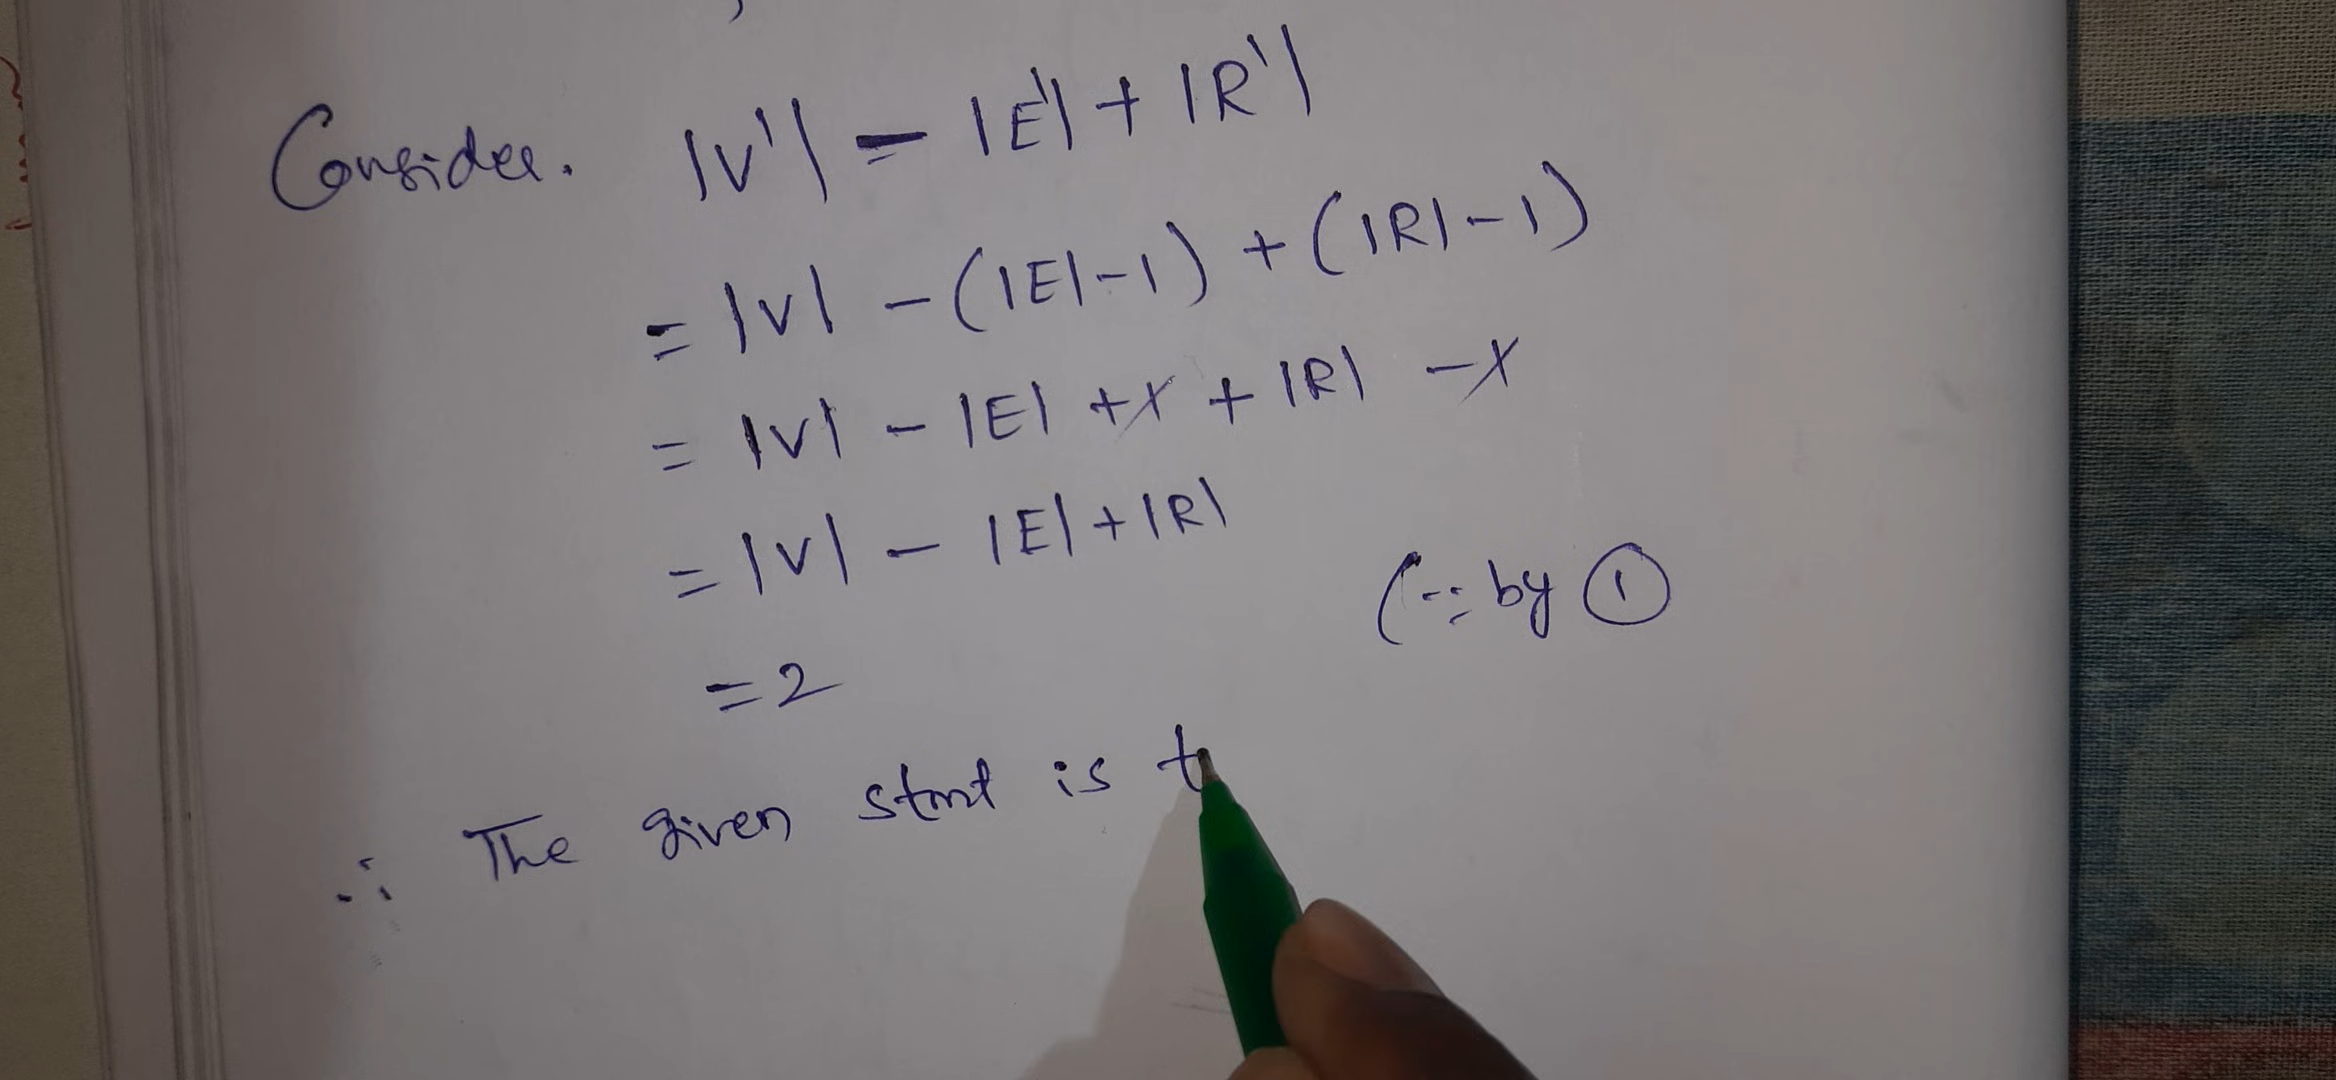 Consider. |V'| - |E'| + |R'|
= |V| - (|E|-1) + (|R|-1)
= |V| - |E| +1 + |R| -1
= |V| - |E| + |R|
(∵ by ①
= 2
∴ The given stmt is t